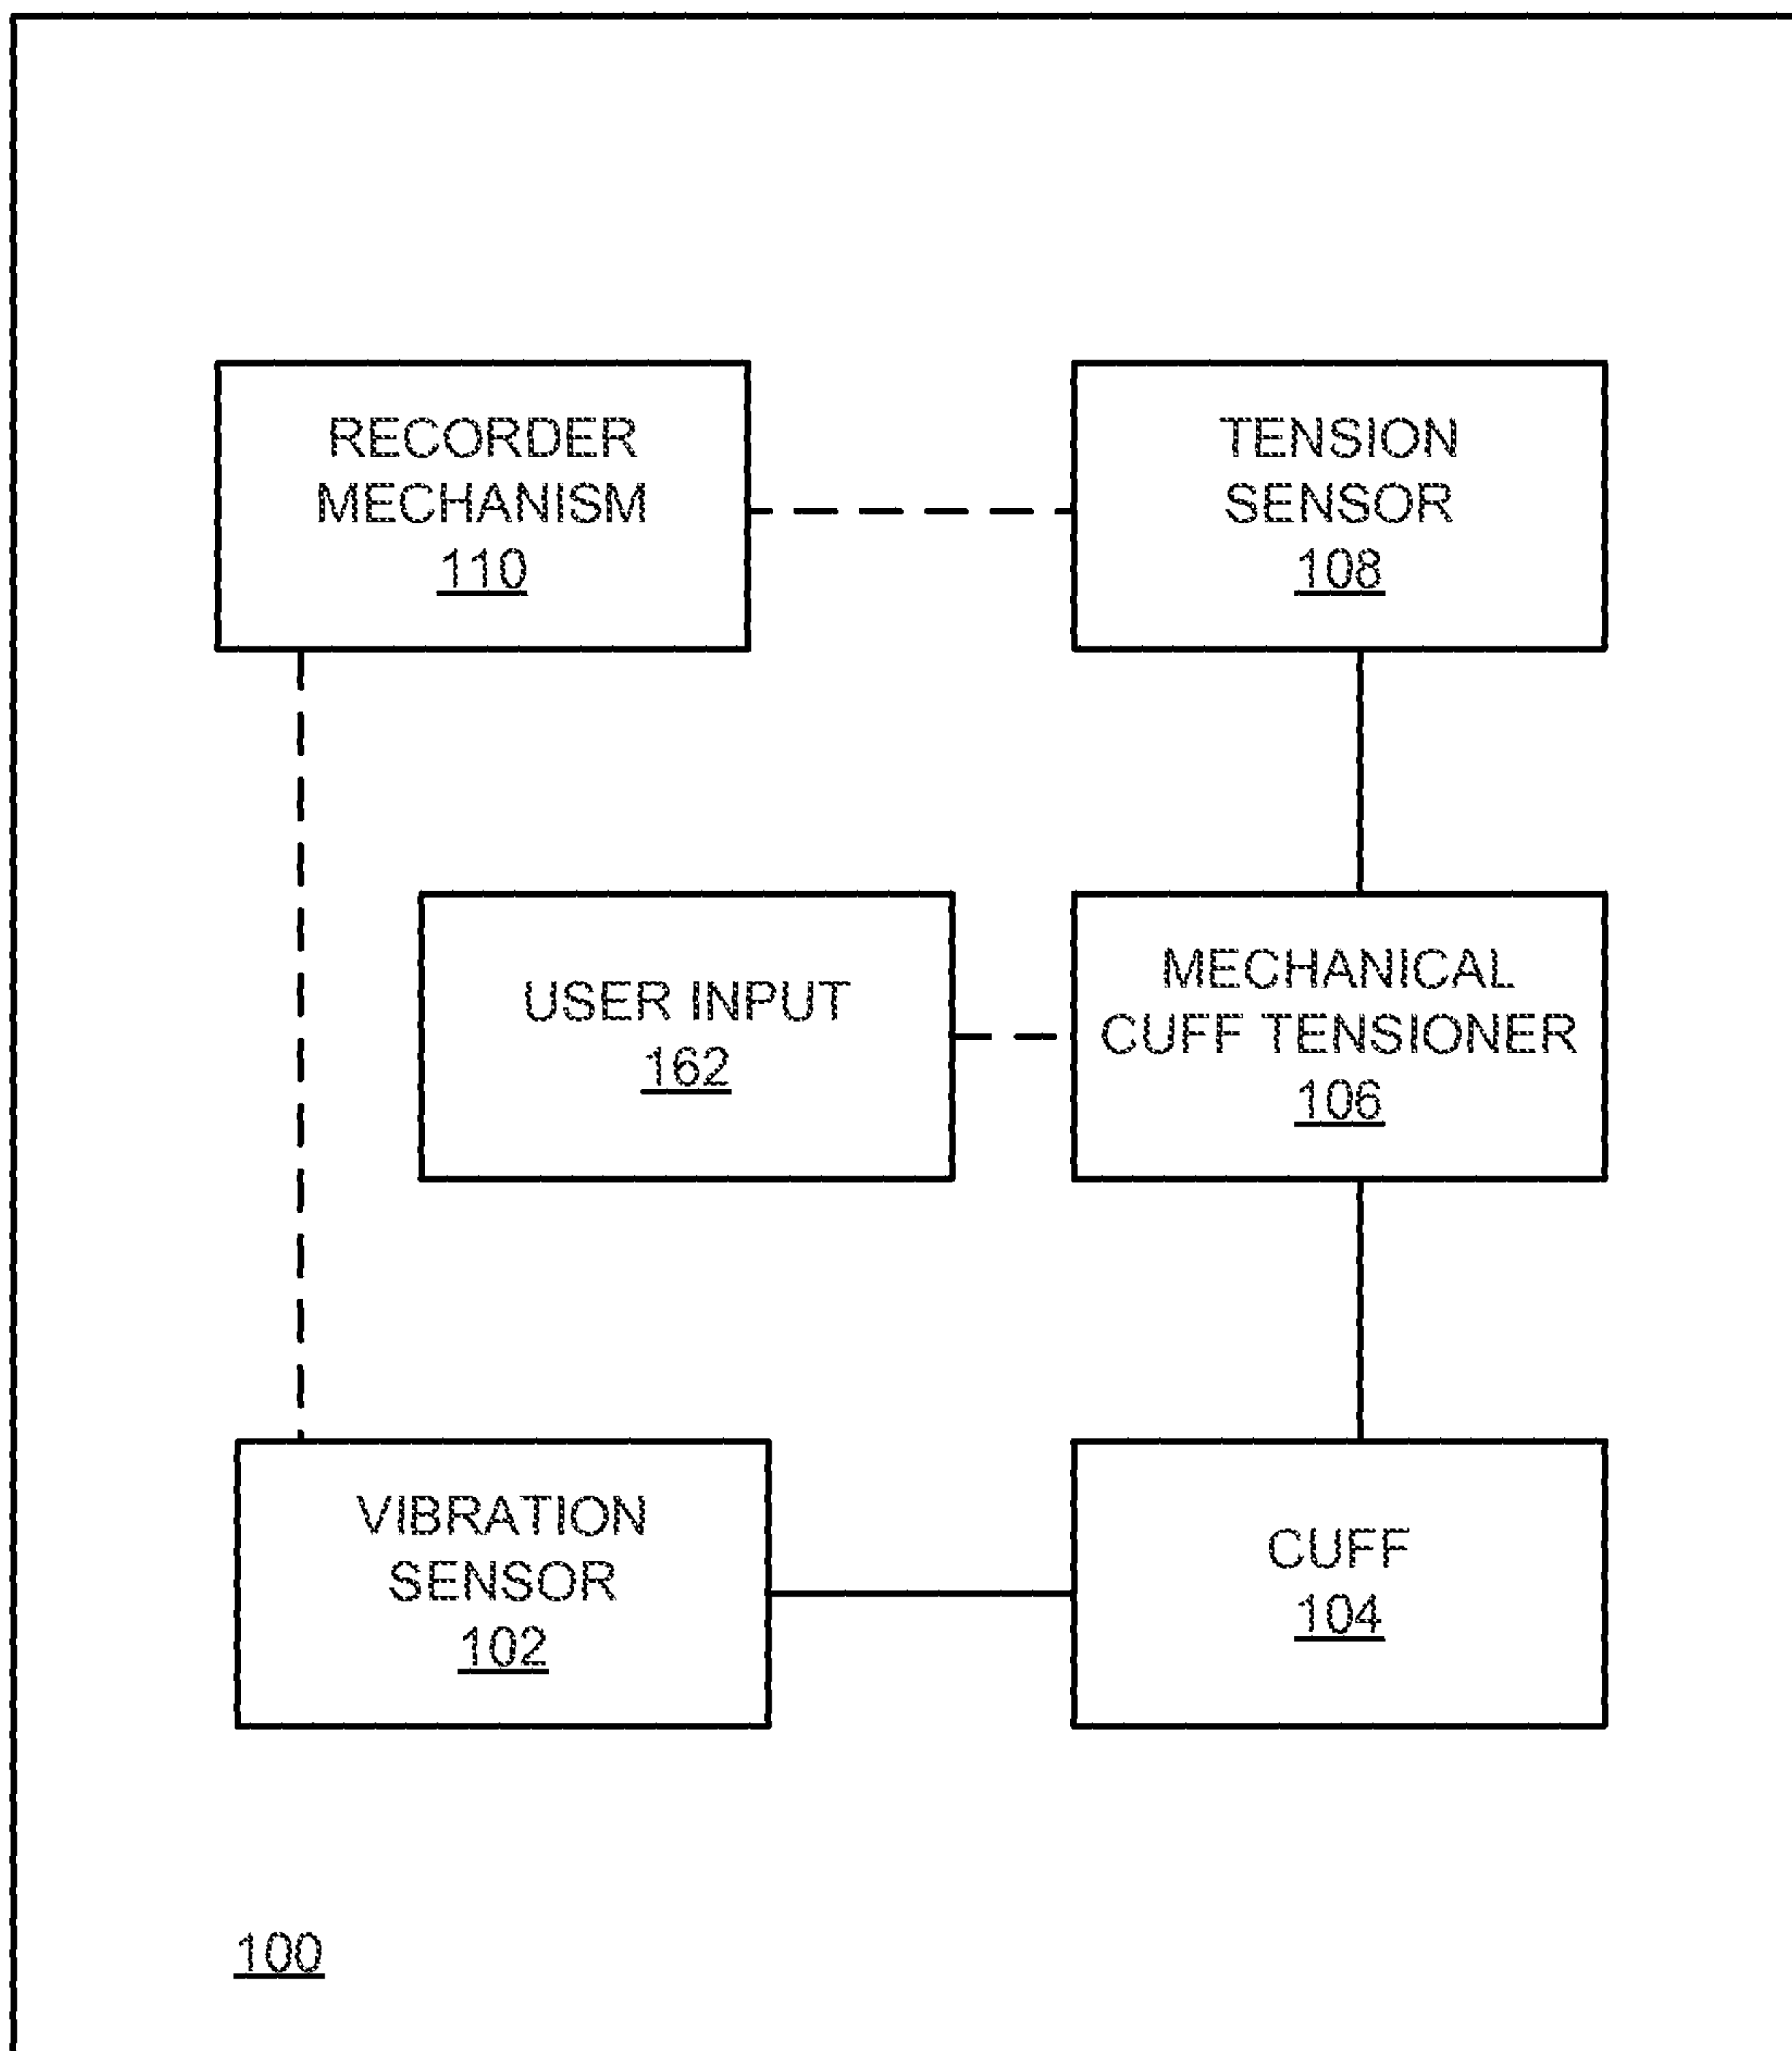 RECORDER
MECHANISM
110
TENSION
SENSOR
108
USER INPUT
162
MECHANICAL
CUFF TENSIONER
106
VIBRATION
SENSOR
102
CUFF
104
100